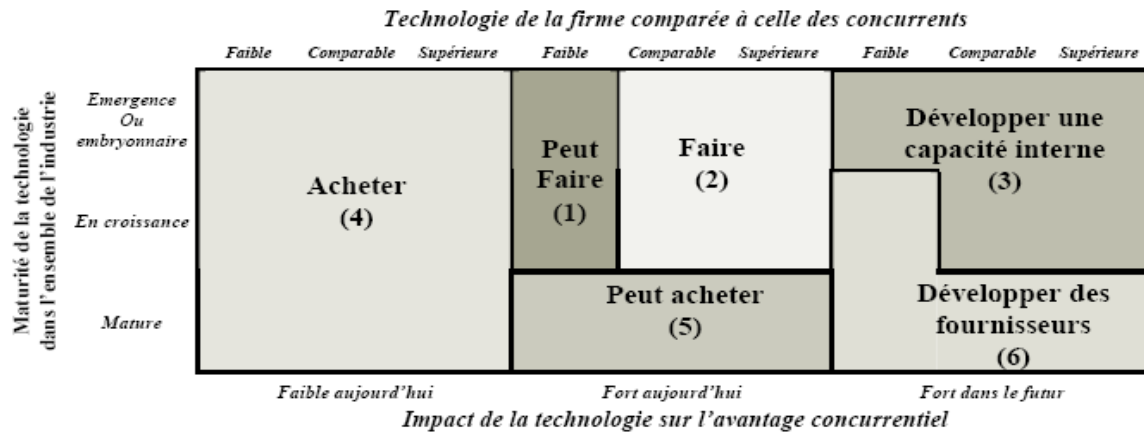 Technologie de la firme comparée à celle des concurrents
Faible Comparable Supérieure Faible Comparable Supérieure Faible Comparable Supérieure
Maturité de la technologie
dans l'ensemble de l'industrie
Emergence
Ou
embryonnaire
En croissance
Mature
Acheter
(4)
Peut
Faire
(1)
Faire
(2)
Développer une
capacité interne
(3)
Peut acheter
(5)
Développer des
fournisseurs
(6)
Faible aujourd'hui Fort aujourd'hui Fort dans le futur
Impact de la technologie sur l'avantage concurrentiel